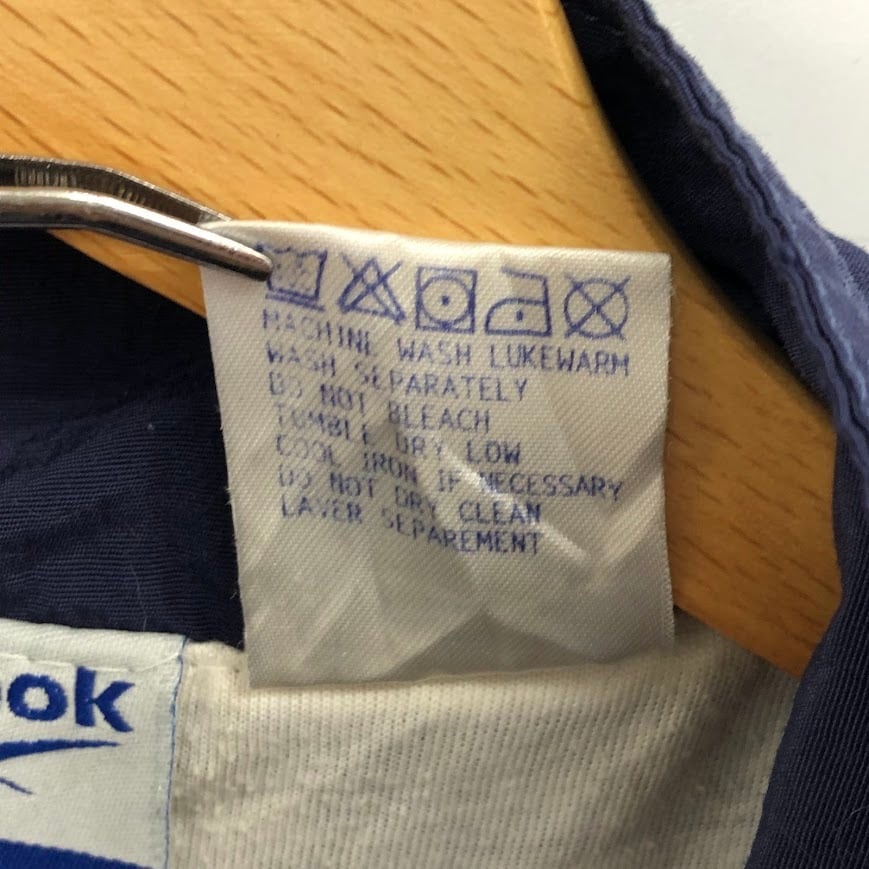 MACHINE WASH LUKEWARM
WASH SEPARATELY
DO NOT BLEACH
TUMBLE DRY LOW
COOL IRON IF NECESSARY
DO NOT DRY CLEAN
LAVER SEPAREMENT
ook